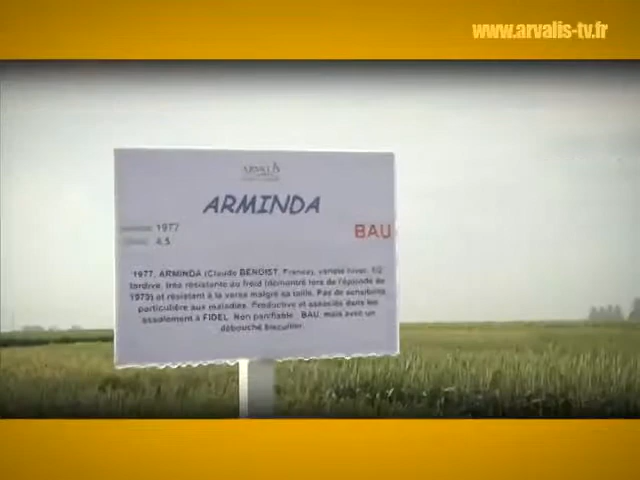 www.arvalis-tv.fr
ARVALIS
ARMINDA
1977
4.5
BAU
1977. ARMINDA (Claude BENOIST, France), variété hiver, 1/2
tardive, très résistante au froid (démontré lors de l'épisode de
1973) et résistant à la verse malgré sa taille. Pas de sensibilité
particulière aux maladies. Productive et associée dans les
assolement à FIDEL. Non panifiable. BAU mais avec un
débouché biscuitier.